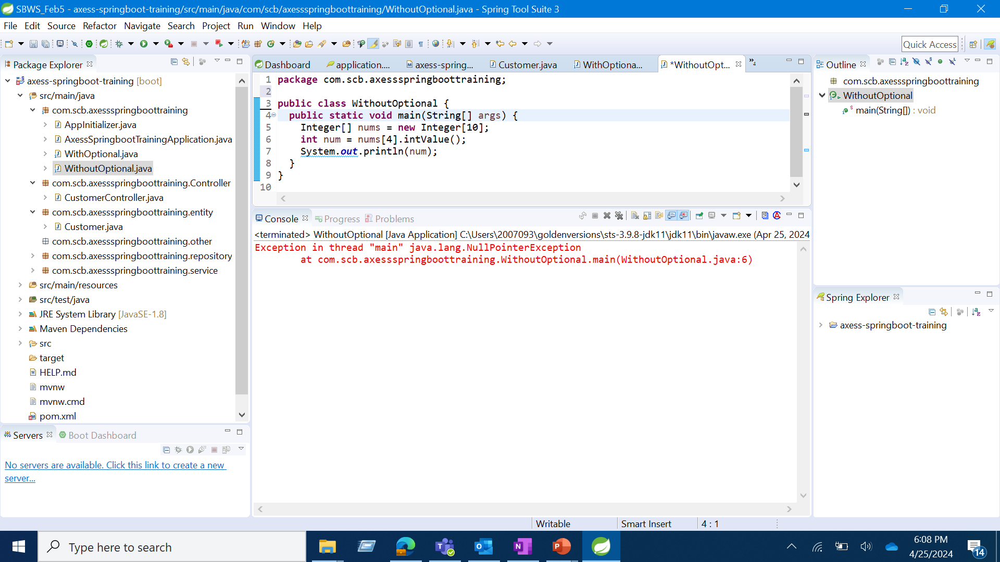 SBWS_Feb5 - axess-springboot-training/src/main/java/com/scb/axessspringboottraining/WithoutOptional.java - Spring Tool Suite 3
File Edit Source Refactor Navigate Search Project Run Window Help
Quick Access
Package Explorer
axess-springboot-training [boot]
src/main/java
com.scb.axessspringboottraining
AppInitializer.java
AxessSpringbootTrainingApplication.java
WithOptional.java
WithoutOptional.java
com.scb.axessspringboottraining.Controller
CustomerController.java
com.scb.axessspringboottraining.entity
Customer.java
com.scb.axessspringboottraining.other
com.scb.axessspringboottraining.repository
com.scb.axessspringboottraining.service
src/main/resources
src/test/java
JRE System Library [JavaSE-1.8]
Maven Dependencies
src
target
HELP.md
mvnw
mvnw.cmd
pom.xml
Servers Boot Dashboard
No servers are available. Click this link to create a new
server...
Dashboard application.... axess-spring... Customer.java WithOptiona... *WithoutOpt... »4
1 package com.scb.axessspringboottraining;
2
3 public class WithoutOptional {
4 public static void main(String[] args) {
5 Integer[] nums = new Integer[10];
6 int num = nums[4].intValue();
7 System.out.println(num);
8 }
9 }
10
Console Progress Problems
<terminated> WithoutOptional [Java Application] C:\Users\2007093\goldenversions\sts-3.9.8-jdk11\jdk11\bin\javaw.exe (Apr 25, 2024
Exception in thread "main" java.lang.NullPointerException
at com.scb.axessspringboottraining.WithoutOptional.main(WithoutOptional.java:6)
Outline
com.scb.axessspringboottraining
WithoutOptional
main(String[]) : void
Spring Explorer
axess-springboot-training
Writable Smart Insert 4 : 1
Type here to search
6:08 PM
4/25/2024
14